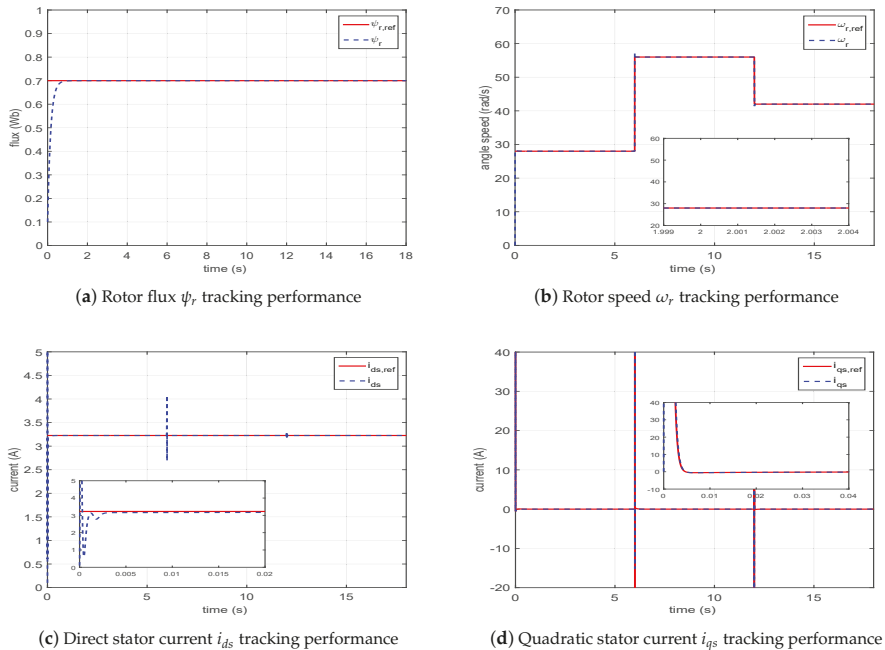 1
0.9
0.8
0.7
0.6
0.5
0.4
0.3
0.2
0.1
0
flux (Wb)
ψr,ref
ψr
0 2 4 6 8 10 12 14 16 18
time (s)
(a) Rotor flux ψr tracking performance
70
60
50
40
30
20
10
0
angle speed (rad/s)
ωr,ref
ωr
60
50
40
30
20
1.999 2 2.001 2.002 2.003 2.004
0 5 10 15
time (s)
(b) Rotor speed ωr tracking performance
5
4.5
4
3.5
3
2.5
2
1.5
1
0.5
0
current (A)
ids,ref
ids
5
4
3
2
1
0
0 0.005 0.01 0.015 0.02
0 5 10 15
time (s)
(c) Direct stator current ids tracking performance
40
30
20
10
0
-10
-20
current (A)
iqs,ref
iqs
40
30
20
10
0
-10
0 0.01 0.02 0.03 0.04
0 5 10 15
time (s)
(d) Quadratic stator current iqs tracking performance